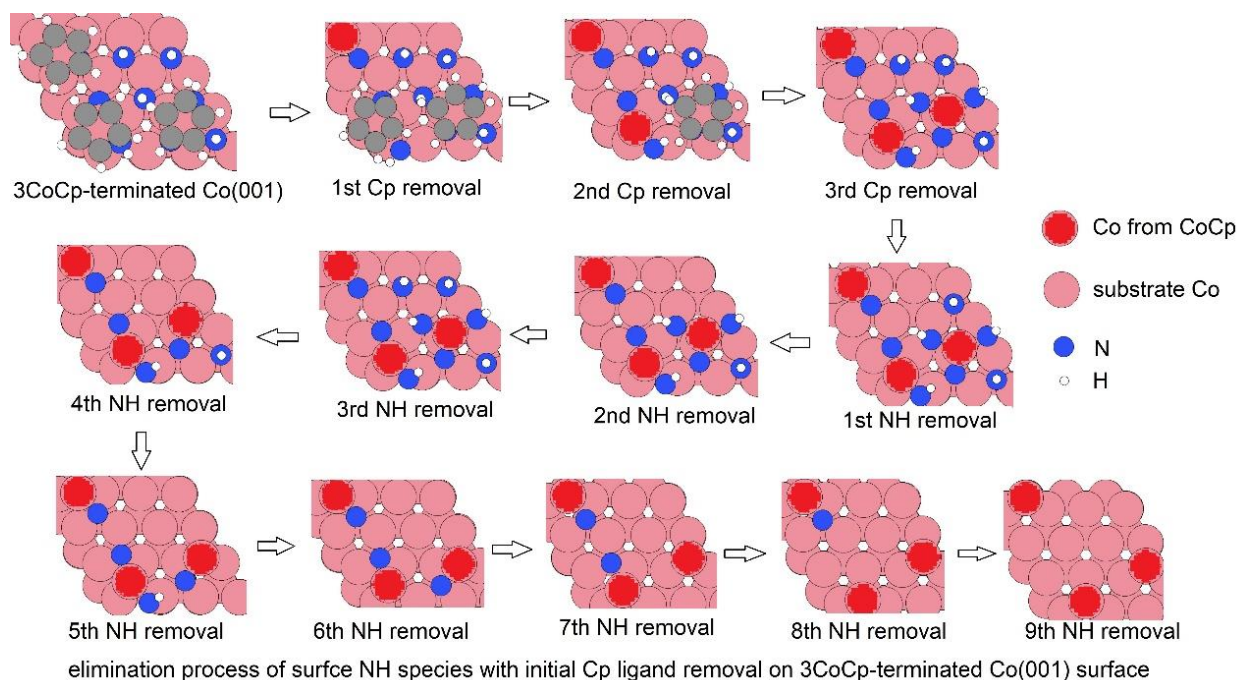 3CoCp-terminated Co(001)
1st Cp removal
2nd Cp removal
3rd Cp removal
Co from CoCp
substrate Co
N
H
4th NH removal
3rd NH removal
2nd NH removal
1st NH removal
5th NH removal
6th NH removal
7th NH removal
8th NH removal
9th NH removal
elimination process of surfce NH species with initial Cp ligand removal on 3CoCp-terminated Co(001) surface